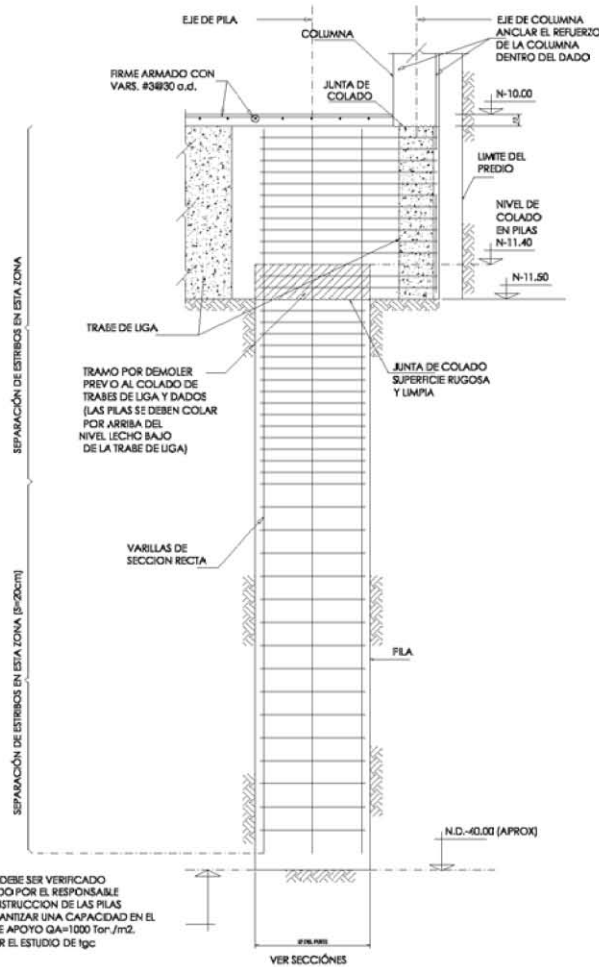 EJE DE PILA
EJE DE COLUMNA
COLUMNA
ANCLAR EL REFUERZO
DE LA COLUMNA
DENTRO DEL DADO
FIRME ARMADO CON
VARS. #3@30 a.d.
JUNTA DE
COLADO
N-10.00
LIMITE DEL
PREDIO
NIVEL DE
COLADO
EN PILAS
N-11.40
N-11.50
SEPARACIÓN DE ESTRIBOS EN ESTA ZONA
TRABE DE LIGA
TRAMO POR DEMOLER
PREVIO AL COLADO DE
TRABES DE LIGA Y DADOS
(LAS PILAS SE DEBEN COLAR
POR ARRIBA DEL
NIVEL LECHO BAJO
DE LA TRABE DE LIGA)
JUNTA DE COLADO
SUPERFICIE RUGOSA
Y LIMPIA
VARILLAS DE
SECCION RECTA
SEPARACIÓN DE ESTRIBOS EN ESTA ZONA (S=20cm)
PILA
N.D.-40.00 (APROX)
DEBE SER VERIFICADO
DO POR EL RESPONSABLE
NSTRUCCION DE LAS PILAS
ANTIZAR UNA CAPACIDAD EN EL
E APOYO QA=1000 Ton./m2.
R EL ESTUDIO DE tgc
VER SECCIÓNES